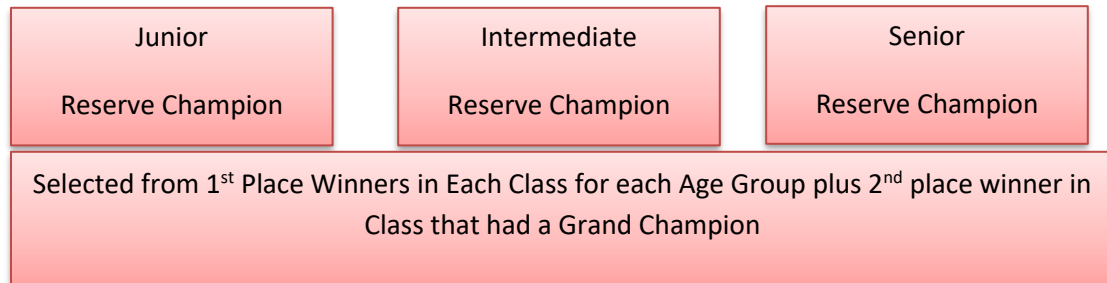 Junior
Reserve Champion
Intermediate
Reserve Champion
Senior
Reserve Champion
Selected from 1st Place Winners in Each Class for each Age Group plus 2nd place winner in
Class that had a Grand Champion